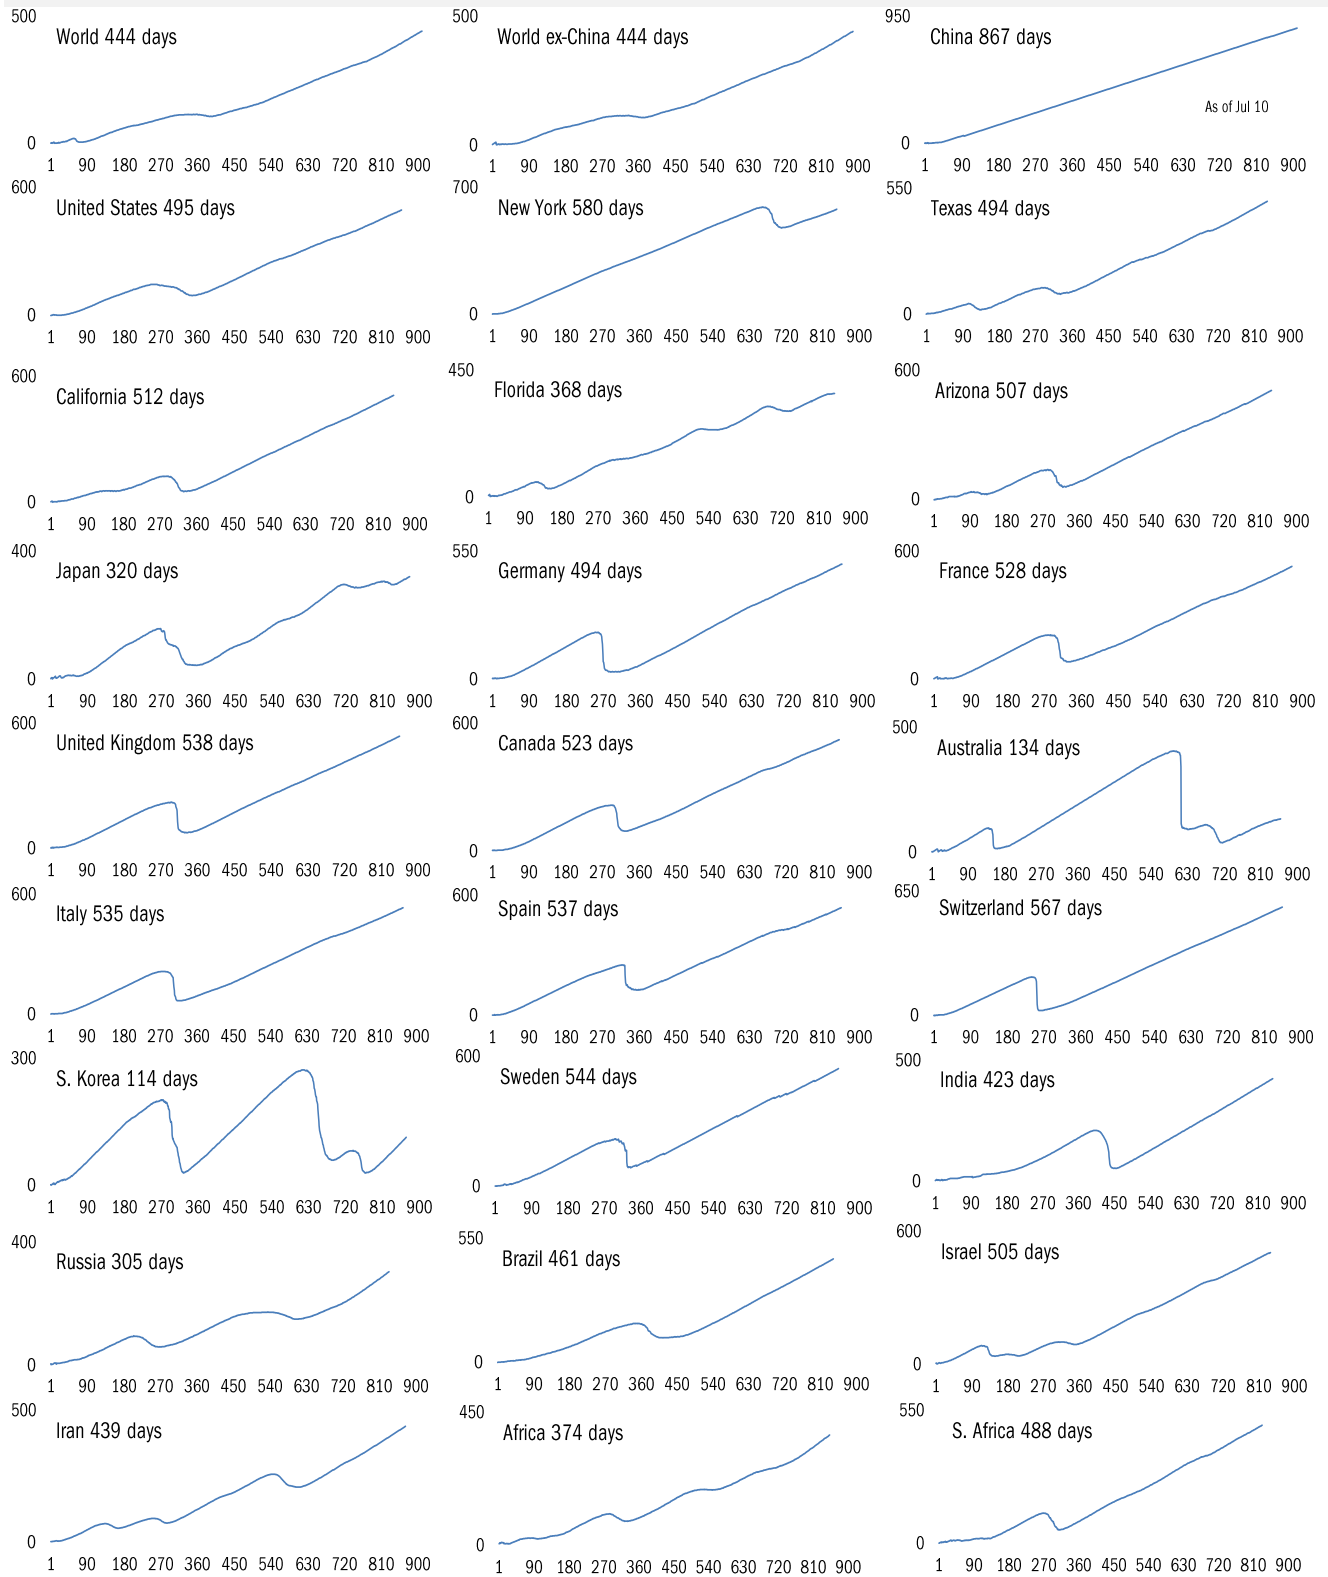 500 500 950
World 444 days World ex-China 444 days China 867 days
As of Jul 10
0 0 0
1 90 180 270 360 450 540 630 720 810 900 1 90 180 270 360 450 540 630 720 810 900 1 90 180 270 360 450 540 630 720 810 900
600 700 550
United States 495 days New York 580 days Texas 494 days
0 0 0
1 90 180 270 360 450 540 630 720 810 900 1 90 180 270 360 450 540 630 720 810 900 1 90 180 270 360 450 540 630 720 810 900
600 450 600
California 512 days Florida 368 days Arizona 507 days
0 0 0
1 90 180 270 360 450 540 630 720 810 900 1 90 180 270 360 450 540 630 720 810 900 1 90 180 270 360 450 540 630 720 810 900
400 550 600
Japan 320 days Germany 494 days France 528 days
0 0 0
1 90 180 270 360 450 540 630 720 810 900 1 90 180 270 360 450 540 630 720 810 900 1 90 180 270 360 450 540 630 720 810 900
600 600 500
United Kingdom 538 days Canada 523 days Australia 134 days
0 0 0
1 90 180 270 360 450 540 630 720 810 900 1 90 180 270 360 450 540 630 720 810 900 1 90 180 270 360 450 540 630 720 810 900
600 600 650
Italy 535 days Spain 537 days Switzerland 567 days
0 0 0
1 90 180 270 360 450 540 630 720 810 900 1 90 180 270 360 450 540 630 720 810 900 1 90 180 270 360 450 540 630 720 810 900
300 600 500
S. Korea 114 days Sweden 544 days India 423 days
0 0 0
1 90 180 270 360 450 540 630 720 810 900 1 90 180 270 360 450 540 630 720 810 900 1 90 180 270 360 450 540 630 720 810 900
400 550 600
Russia 305 days Brazil 461 days Israel 505 days
0 0 0
1 90 180 270 360 450 540 630 720 810 900 1 90 180 270 360 450 540 630 720 810 900 1 90 180 270 360 450 540 630 720 810 900
500 450 550
Iran 439 days Africa 374 days S. Africa 488 days
0 0 0
1 90 180 270 360 450 540 630 720 810 900 1 90 180 270 360 450 540 630 720 810 900 1 90 180 270 360 450 540 630 720 810 900